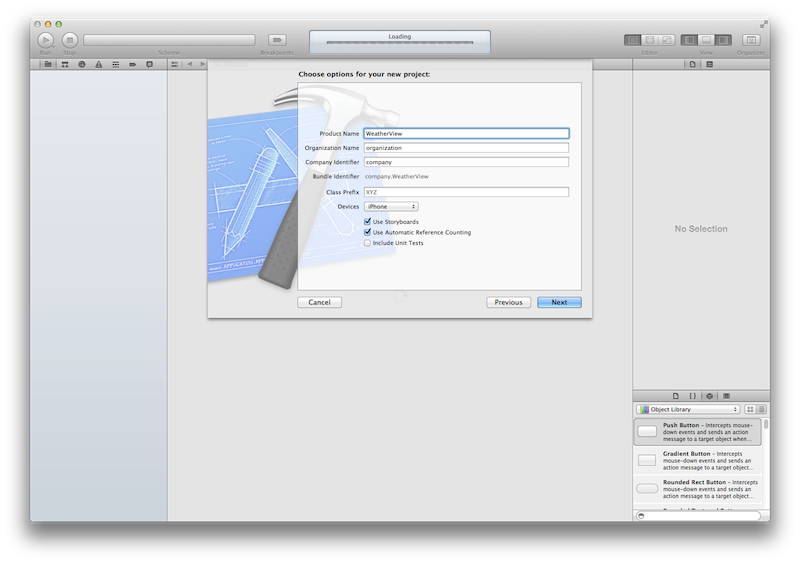 Loading
Run
Stop
Scheme
Breakpoints
Editor
View
Organizer
Choose options for your new project:
Product Name WeatherView
Organization Name organization
Company Identifier company
Bundle Identifier company.WeatherView
Class Prefix XYZ
Devices iPhone
Use Storyboards
Use Automatic Reference Counting
Include Unit Tests
Cancel Previous Next
No Selection
Object Library
Push Button – Intercepts mouse-
down events and sends an action
message to a target object when...
Gradient Button – Intercepts
mouse-down events and sends an
action message to a target object...
Rounded Rect Button – Intercepts
mouse-down events and sends an
action message to a target object...